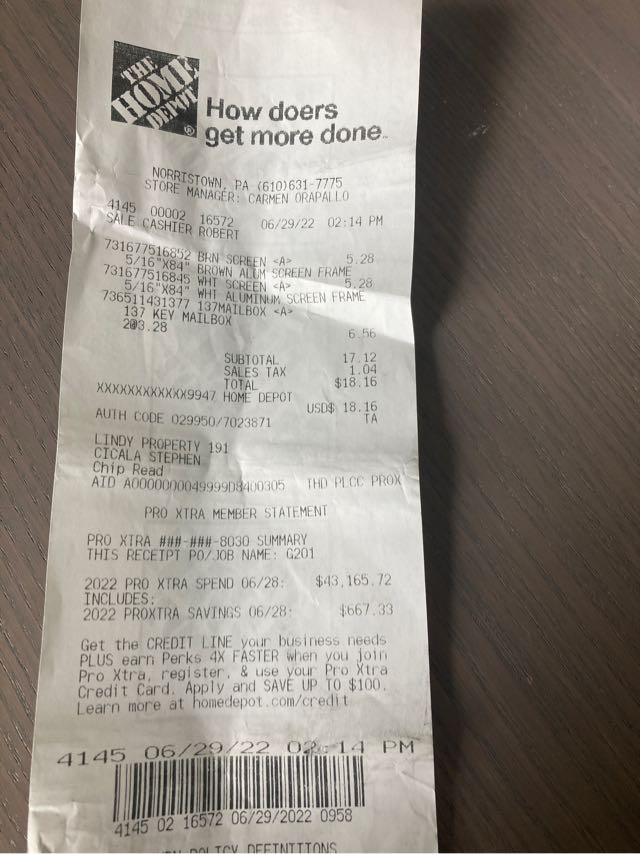 THE
HOME
DEPOT
®
How doers
get more done™
NORRISTOWN, PA (610)631-7775
STORE MANAGER: CARMEN ORAPALLO
4145 00002 16572 06/29/22 02:14 PM
SALE CASHIER ROBERT
731677516852 BRN SCREEN <A> 5.28
5/16"X84" BROWN ALUM SCREEN FRAME
731677516845 WHT SCREEN <A> 5.28
5/16"X84" WHT ALUMINUM SCREEN FRAME
736511431377 137MAILBOX <A>
137 KEY MAILBOX
2@3.28 6.56
SUBTOTAL 17.12
SALES TAX 1.04
TOTAL $18.16
XXXXXXXXXXXX9947 HOME DEPOT
USD$ 18.16
AUTH CODE 029950/7023871 TA
LINDY PROPERTY 191
CICALA STEPHEN
Chip Read
AID A0000000049999D8400305 THD PLCC PROX
PRO XTRA MEMBER STATEMENT
PRO XTRA ###-###-8030 SUMMARY
THIS RECEIPT PO/JOB NAME: G201
2022 PRO XTRA SPEND 06/28: $43,165.72
INCLUDES:
2022 PROXTRA SAVINGS 06/28: $667.33
Get the CREDIT LINE your business needs
PLUS earn Perks 4X FASTER when you join
Pro Xtra, register, & use your Pro Xtra
Credit Card. Apply and SAVE UP TO $100.
Learn more at homedepot.com/credit
4145 06/29/22 02:14 PM
4145 02 16572 06/29/2022 0958
POLICY DEFINITIONS